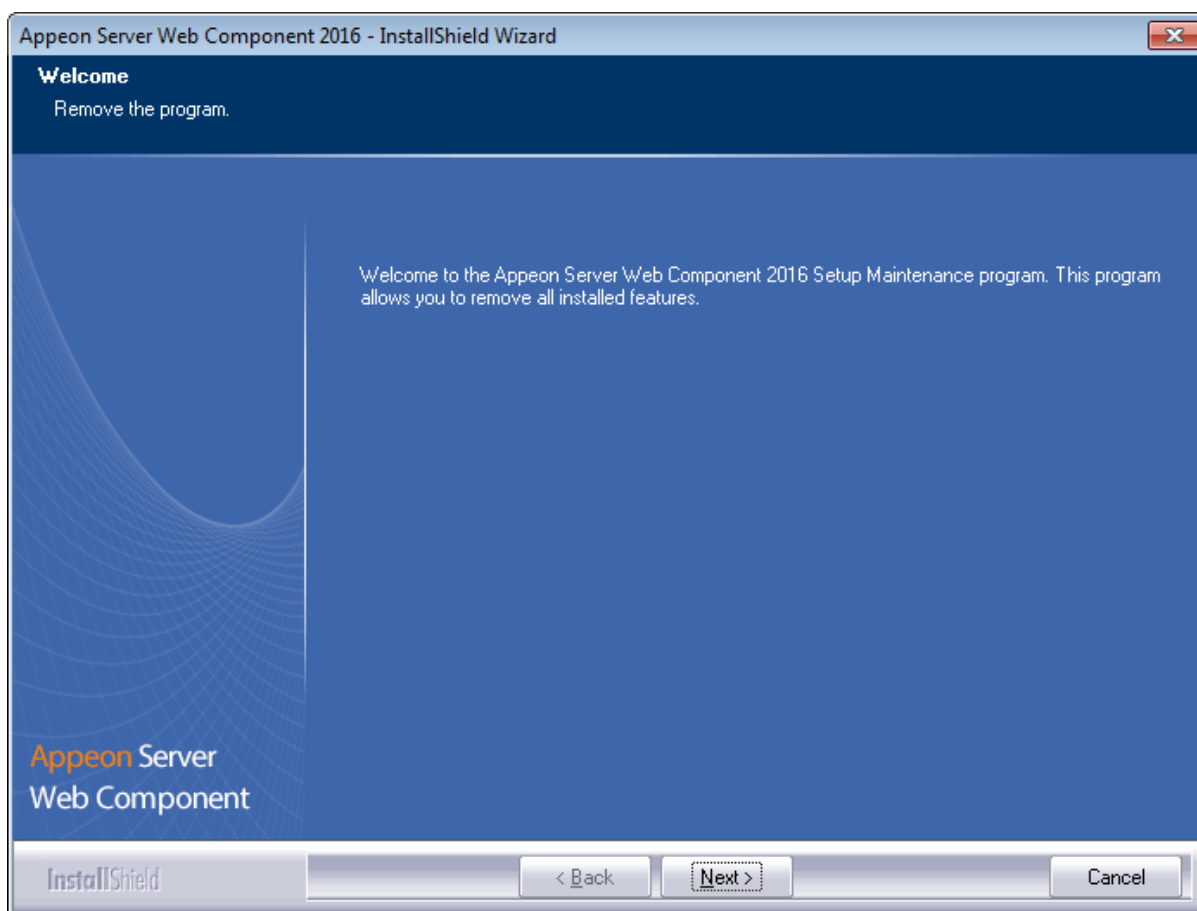 Appeon Server Web Component 2016 - InstallShield Wizard
Welcome
Remove the program.
Welcome to the Appeon Server Web Component 2016 Setup Maintenance program. This program
allows you to remove all installed features.
Appeon Server
Web Component
InstallShield
< Back
Next >
Cancel